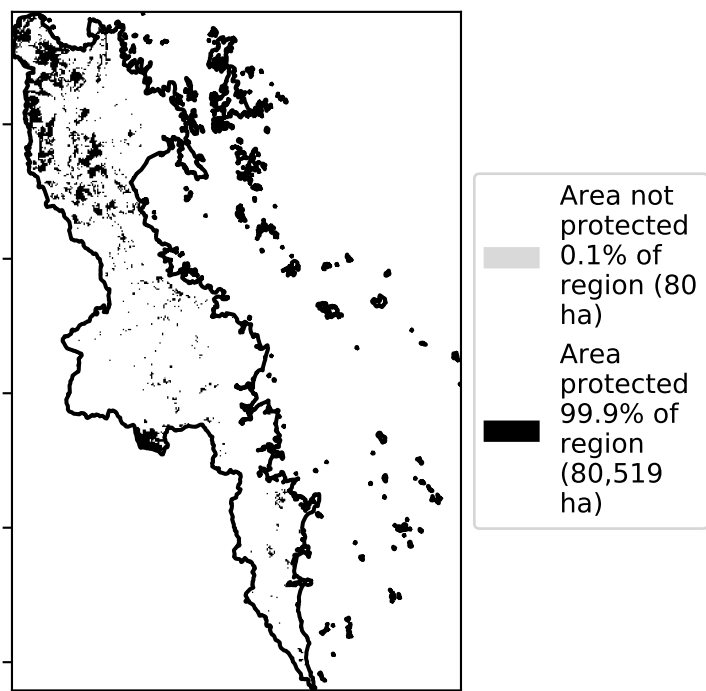 Area not
protected
0.1% of
region (80
ha)
Area
protected
99.9% of
region
(80,519
ha)